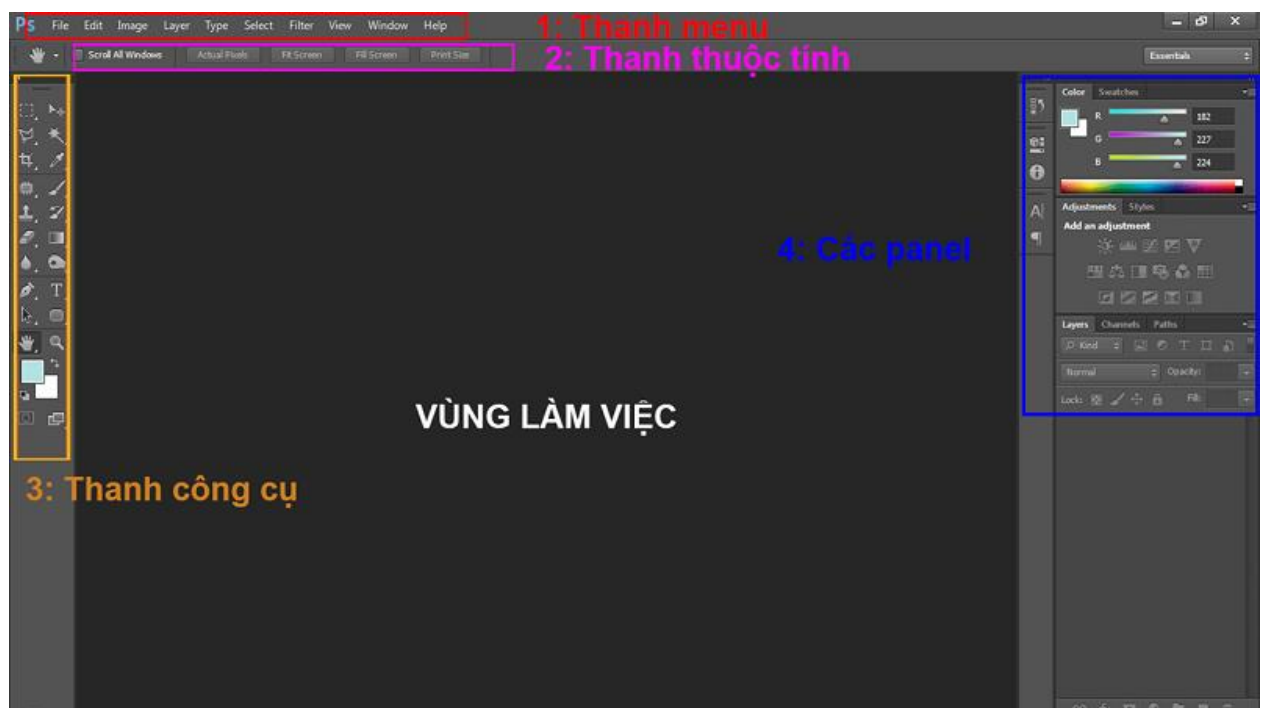 Ps File Edit Image Layer Type Select Filter View Window Help
1: Thanh menu
Scroll All Windows Actual Pixels Fit Screen Fill Screen Print Size
2: Thanh thuộc tính
Essentials
Color Swatches
R 182
G 227
B 224
Adjustments Styles
Add an adjustment
4: Các panel
Layers Channels Paths
Kind
Normal Opacity:
Lock: Fill:
VÙNG LÀM VIỆC
3: Thanh công cụ